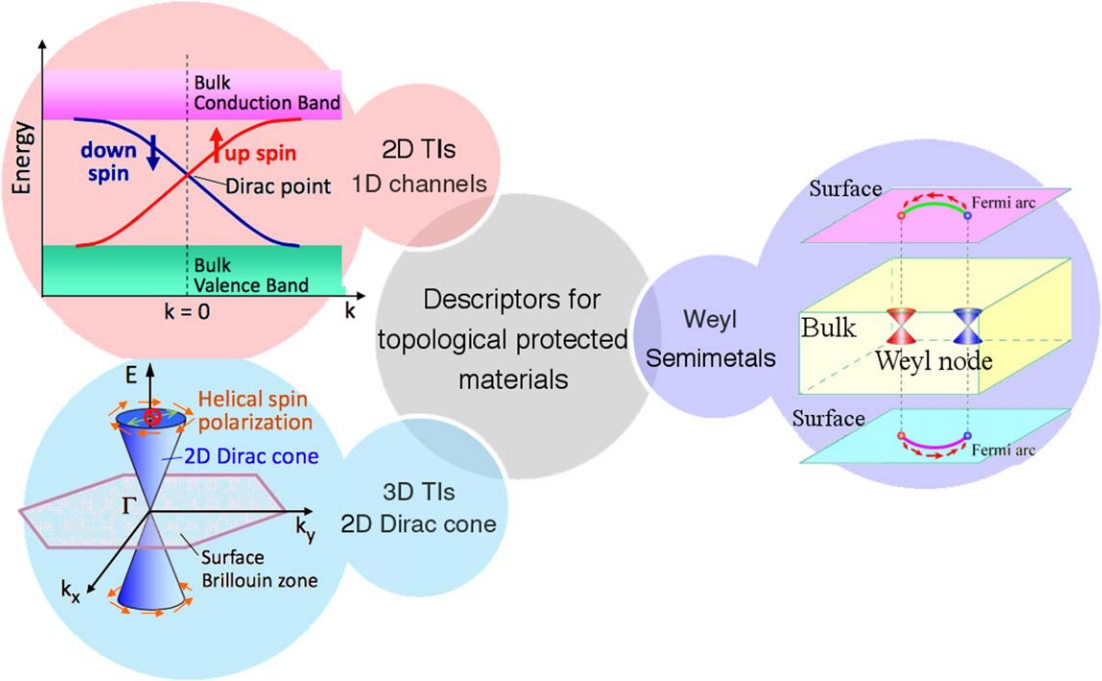 Energy
Bulk
Conduction Band
down
spin
up spin
Dirac point
Bulk
Valence Band
k = 0
k
2D TIs
1D channels
Descriptors for
topological protected
materials
Weyl
Semimetals
Surface
Fermi arc
Bulk
Weyl node
Surface
Fermi arc
E
Helical spin
polarization
2D Dirac cone
Γ
ky
kx
Surface
Brillouin zone
3D TIs
2D Dirac cone